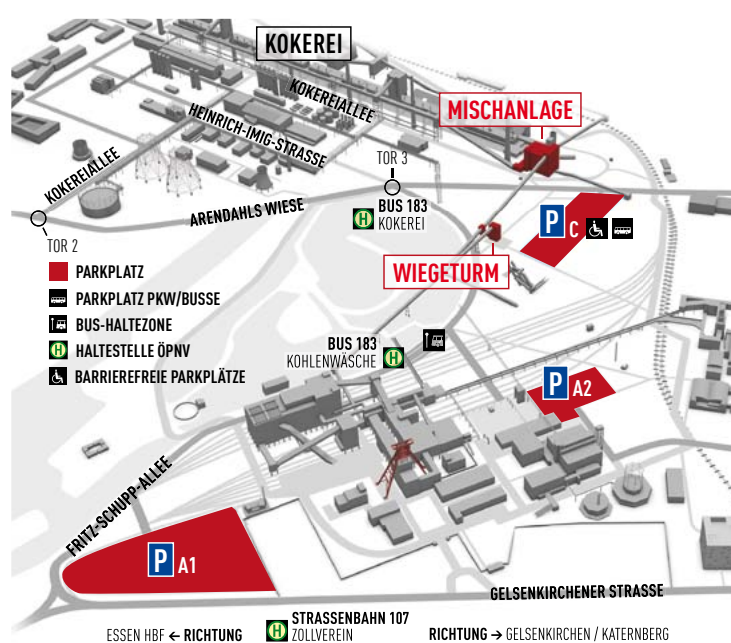 KOKEREI
KOKEREIALLEE
MISCHANLAGE
HEINRICH-IMIG-STRASSE
KOKEREIALLEE
TOR 3
ARENDAHLS WIESE
H BUS 183
KOKEREI
P C
TOR 2
WIEGETURM
PARKPLATZ
PARKPLATZ PKW/BUSSE
BUS-HALTEZONE
H HALTESTELLE ÖPNV
BARRIEREFREIE PARKPLÄTZE
BUS 183
KOHLENWÄSCHE H
P A2
FRITZ-SCHUPP-ALLEE
P A1
GELSENKIRCHENER STRASSE
ESSEN HBF ← RICHTUNG
H STRASSENBAHN 107
ZOLLVEREIN
RICHTUNG → GELSENKIRCHEN / KATERNBERG